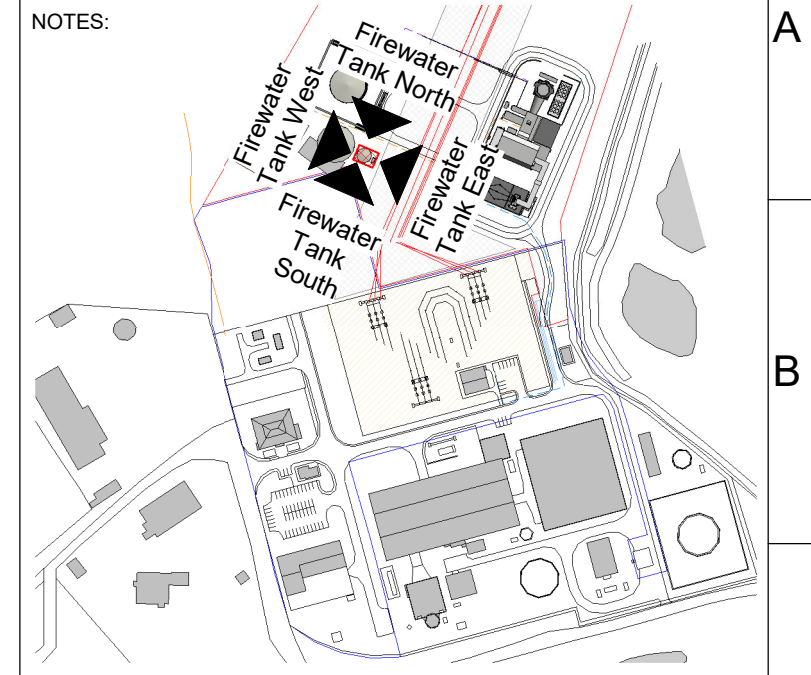 NOTES:
A
Firewater
Tank North
Firewater
Tank West
Firewater
Tank East
Firewater
Tank
South
B